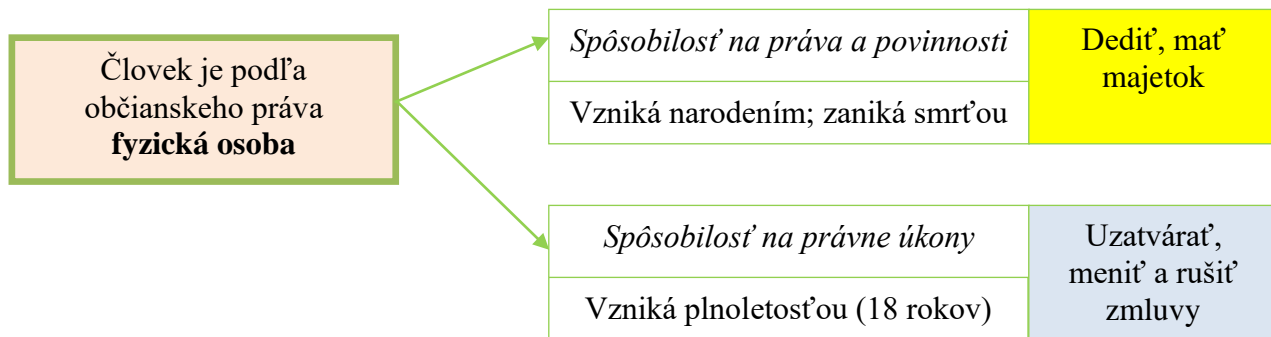 Človek je podľa
občianskeho práva
fyzická osoba
Spôsobilosť na práva a povinnosti
Vzniká narodením; zaniká smrťou
Dediť, mať
majetok
Spôsobilosť na právne úkony
Vzniká plnoletosťou (18 rokov)
Uzatvárať,
meniť a rušiť
zmluvy